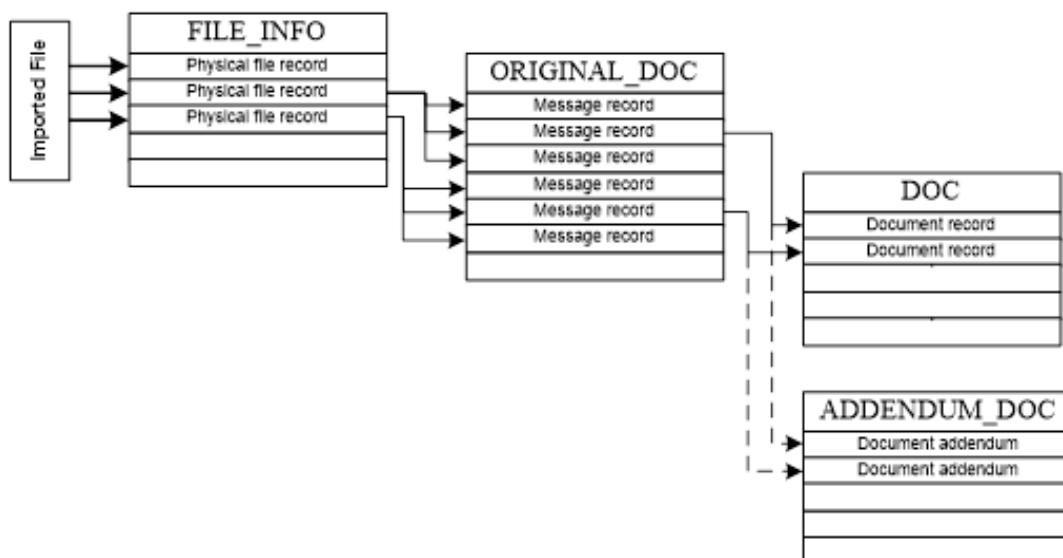 Imported File
FILE_INFO
Physical file record
Physical file record
Physical file record
ORIGINAL_DOC
Message record
Message record
Message record
Message record
Message record
Message record
DOC
Document record
Document record
ADDENDUM_DOC
Document addendum
Document addendum